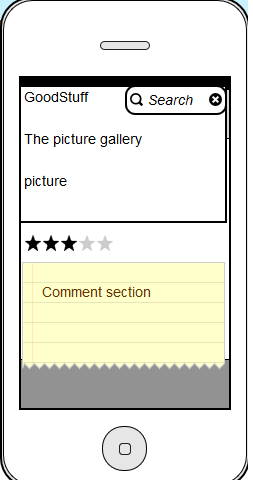 GoodStuff
Search
The picture gallery
picture
Comment section